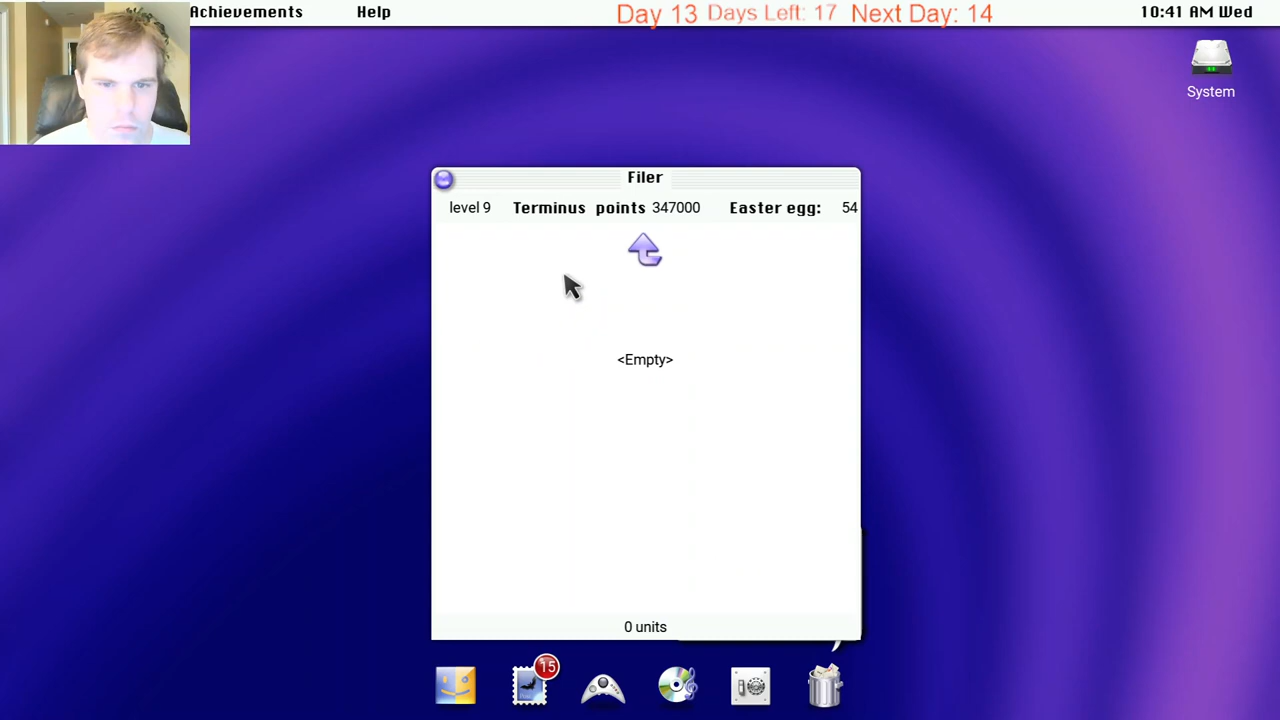 Achievements Help Day 13 Days Left: 17 Next Day: 14 10:41 AM Wed
System
Filer
level 9 Terminus points 347000 Easter egg: 54
<Empty>
0 units
15